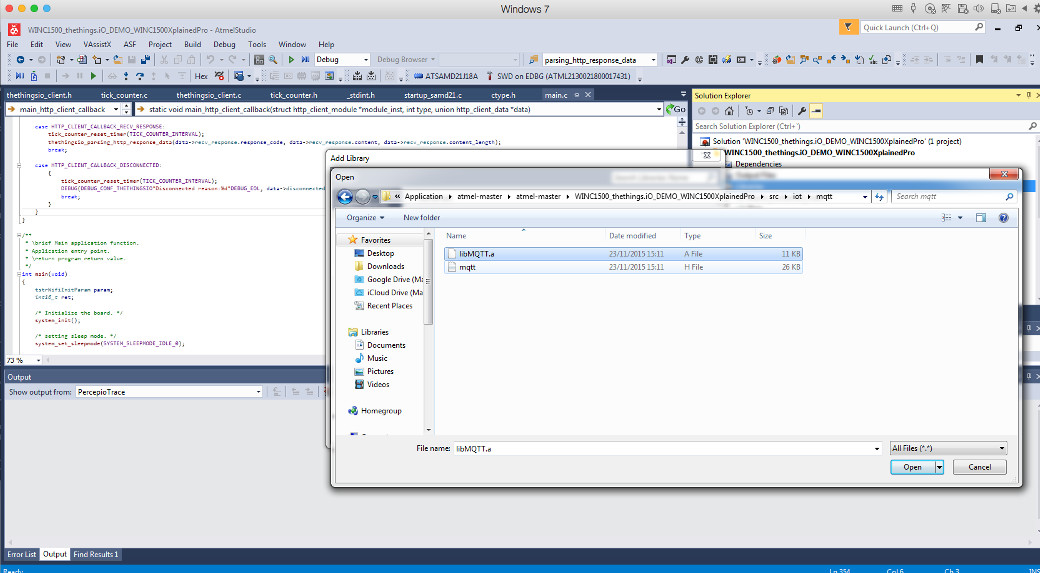 Windows 7
WINC1500_thethings.iO_DEMO_WINC1500XplainedPro - AtmelStudio
Quick Launch (Ctrl+Q)
File Edit View VAssistX ASF Project Build Debug Tools Window Help
Debug Debug Browser parsing_http_response_data
Hex ATSAMD21J18A SWD on EDBG (ATML2130021800017431)
thethingsio_client.h tick_counter.c thethingsio_client.c tick_counter.h _stdint.h startup_samd21.c ctype.h main.c
main_http_client_callback static void main_http_client_callback(struct http_client_module *module_inst, int type, union http_client_data *data) Go
case HTTP_CLIENT_CALLBACK_RECV_RESPONSE:
tick_counter_reset_timer(TICK_COUNTER_INTERVAL);
thethingsio_parsing_http_response_data(data->recv_response.response_code, data->recv_response.content, data->recv_response.content_length);
break;
case HTTP_CLIENT_CALLBACK_DISCONNECTED:
{
tick_counter_reset_timer(TICK_COUNTER_INTERVAL);
break;
}
}
}
/**
* \brief Main application function.
* Application entry point.
* \return program return value.
*/
int main(void)
{
tstrWifiInitParam param;
int8_t ret;
/* Initialize the board. */
system_init();
/* setting sleep mode. */
system_set_sleepmode(SYSTEM_SLEEPMODE_IDLE_0);
73 %
Output
Show output from: PercepioTrace
Error List Output Find Results 1
Ready Ln 354 Col 6 Ch 3 INS
Solution Explorer
Search Solution Explorer (Ctrl+')
Solution 'WINC1500_thethings.iO_DEMO_WINC1500XplainedPro' (1 project)
WINC1500_thethings.iO_DEMO_WINC1500XplainedPro
Dependencies
Output Files
Add Library
Open
« Application atmel-master atmel-master WINC1500_thethings.iO_DEMO_WINC1500XplainedPro src iot mqtt
Search mqtt
Organize New folder
Name Date modified Type Size
libMQTT.a 23/11/2015 15:11 A File 11 KB
mqtt 23/11/2015 15:11 H File 26 KB
Favorites
Desktop
Downloads
Google Drive (Ma
iCloud Drive (Ma
Recent Places
Libraries
Documents
Music
Pictures
Videos
Homegroup
File name: libMQTT.a All Files (*.*)
Open Cancel